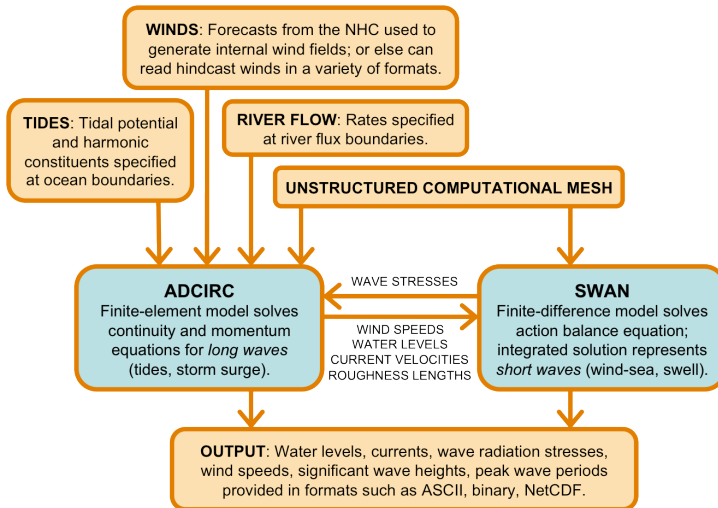 WINDS: Forecasts from the NHC used to
generate internal wind fields; or else can
read hindcast winds in a variety of formats.
TIDES: Tidal potential
and harmonic
constituents specified
at ocean boundaries.
RIVER FLOW: Rates specified
at river flux boundaries.
UNSTRUCTURED COMPUTATIONAL MESH
ADCIRC
Finite-element model solves
continuity and momentum
equations for long waves
(tides, storm surge).
WAVE STRESSES
WIND SPEEDS
WATER LEVELS
CURRENT VELOCITIES
ROUGHNESS LENGTHS
SWAN
Finite-difference model solves
action balance equation;
integrated solution represents
short waves (wind-sea, swell).
OUTPUT: Water levels, currents, wave radiation stresses,
wind speeds, significant wave heights, peak wave periods
provided in formats such as ASCII, binary, NetCDF.